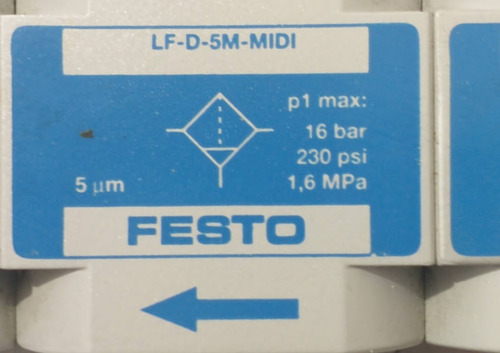 LF-D-5M-MIDI
p1 max:
16 bar
230 psi
5 µm 1,6 MPa
FESTO